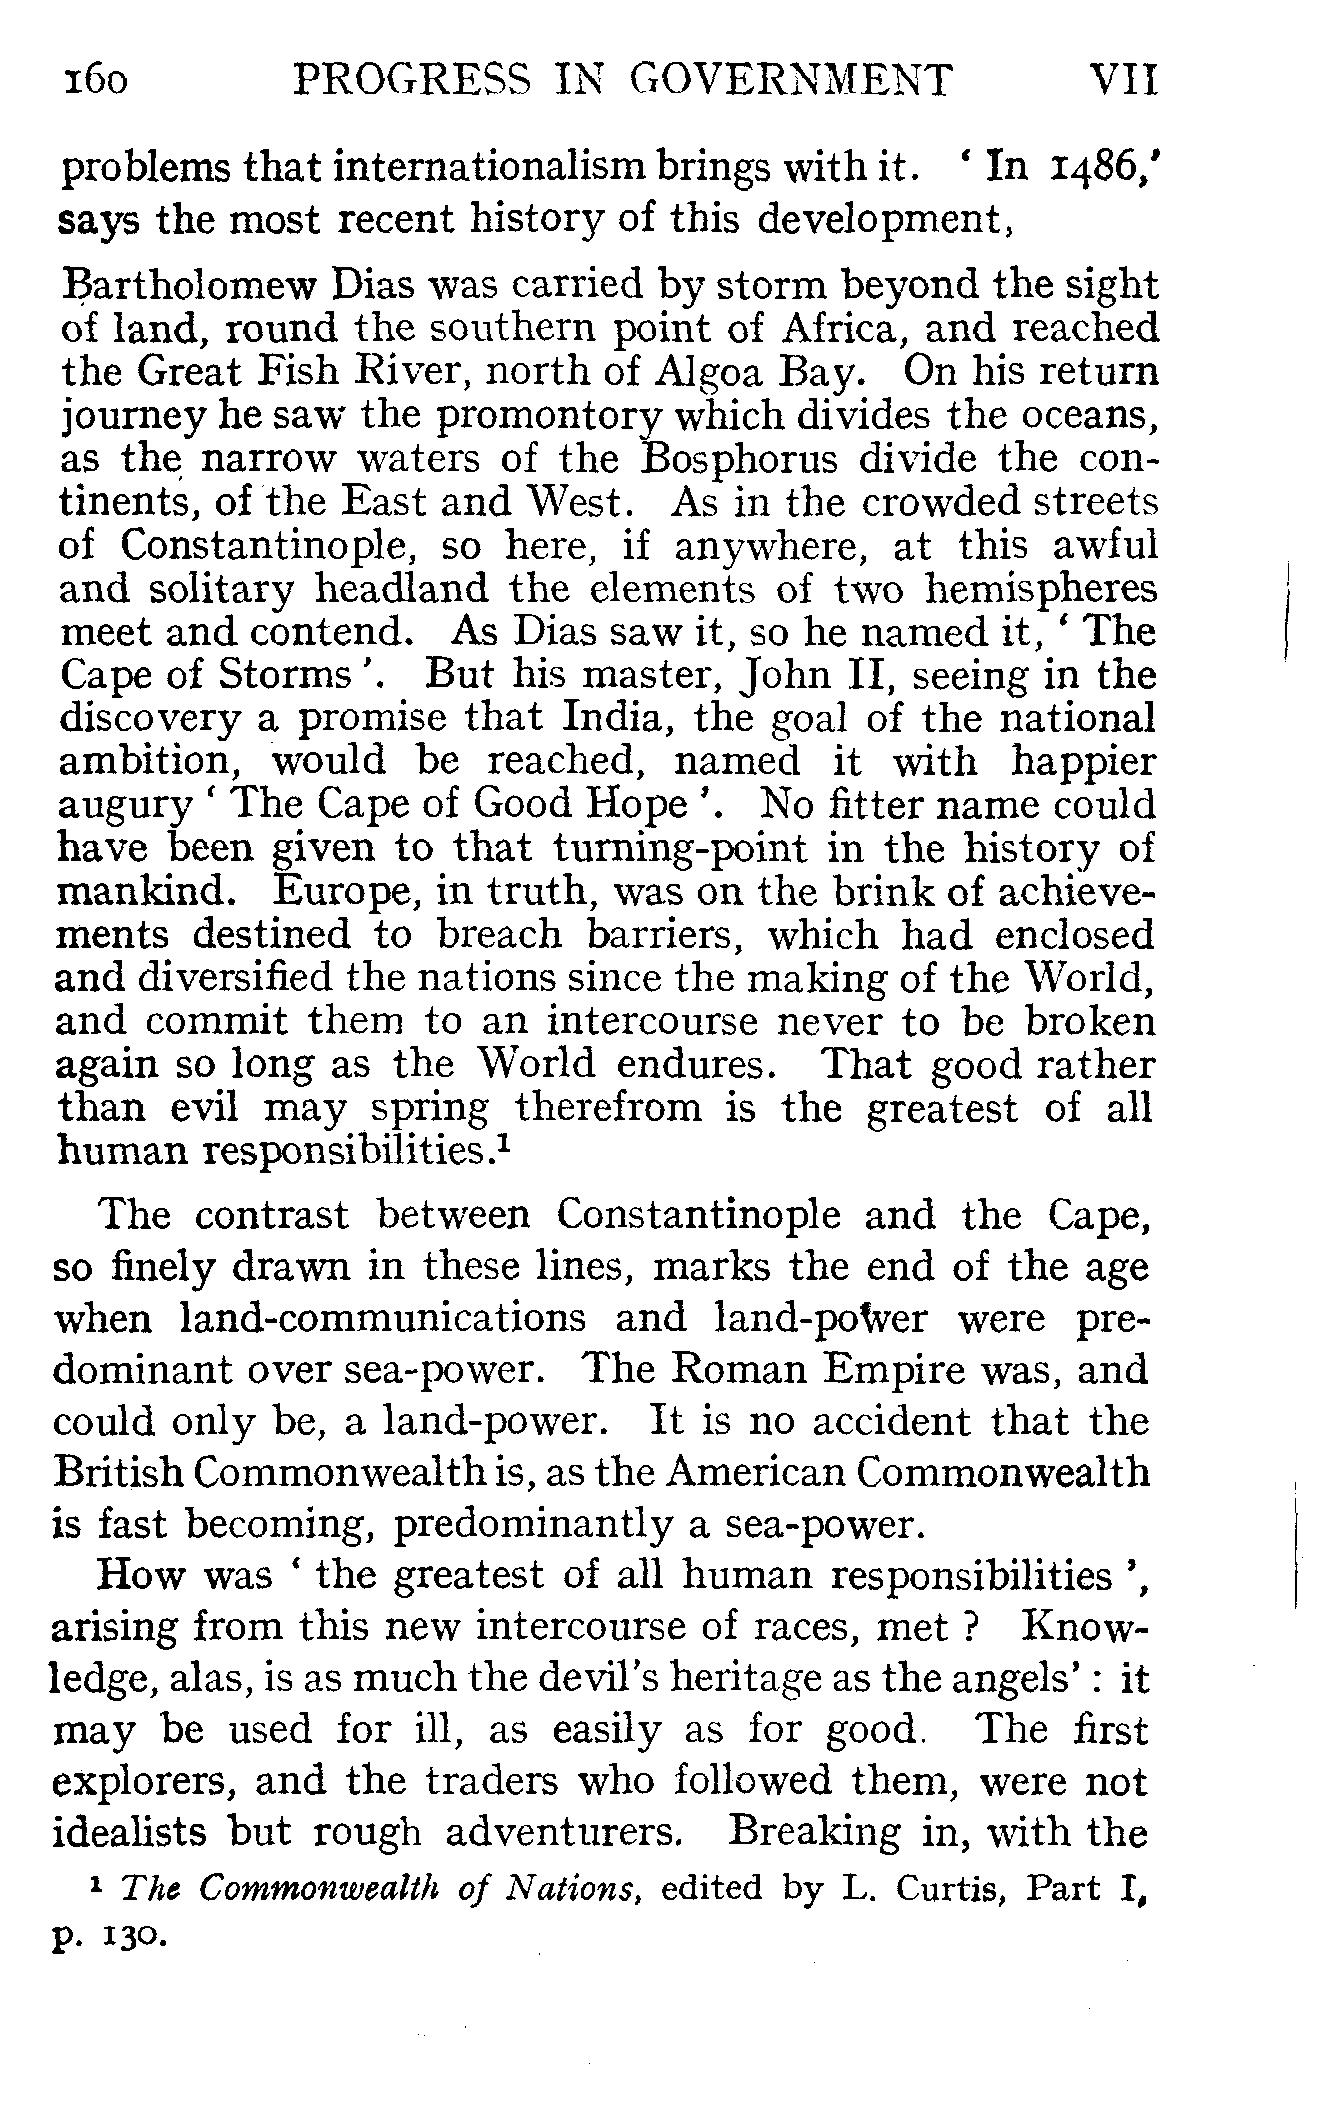 160 PROGRESS IN GOVERNMENT VII
problems that internationalism brings with it. ‘ In 1486,’
says the most recent history of this development,
Bartholomew Dias was carried by storm beyond the sight
of land, round the southern point of Africa, and reached
the Great Fish River, north of Algoa Bay. On his return
journey he saw the promontory which divides the oceans,
as the narrow waters of the Bosphorus divide the con-
tinents, of the East and West. As in the crowded streets
of Constantinople, so here, if anywhere, at this awful
and solitary headland the elements of two hemispheres
meet and contend. As Dias saw it, so he named it, ‘ The
Cape of Storms ’. But his master, John II, seeing in the
discovery a promise that India, the goal of the national
ambition, would be reached, named it with happier
augury ‘ The Cape of Good Hope ’. No fitter name could
have been given to that turning-point in the history of
mankind. Europe, in truth, was on the brink of achieve-
ments destined to breach barriers, which had enclosed
and diversified the nations since the making of the World,
and commit them to an intercourse never to be broken
again so long as the World endures. That good rather
than evil may spring therefrom is the greatest of all
human responsibilities.¹
The contrast between Constantinople and the Cape,
so finely drawn in these lines, marks the end of the age
when land-communications and land-power were pre-
dominant over sea-power. The Roman Empire was, and
could only be, a land-power. It is no accident that the
British Commonwealth is, as the American Commonwealth
is fast becoming, predominantly a sea-power.
How was ‘ the greatest of all human responsibilities ’,
arising from this new intercourse of races, met ? Know-
ledge, alas, is as much the devil’s heritage as the angels’ : it
may be used for ill, as easily as for good. The first
explorers, and the traders who followed them, were not
idealists but rough adventurers. Breaking in, with the
¹ The Commonwealth of Nations, edited by L. Curtis, Part I,
p. 130.